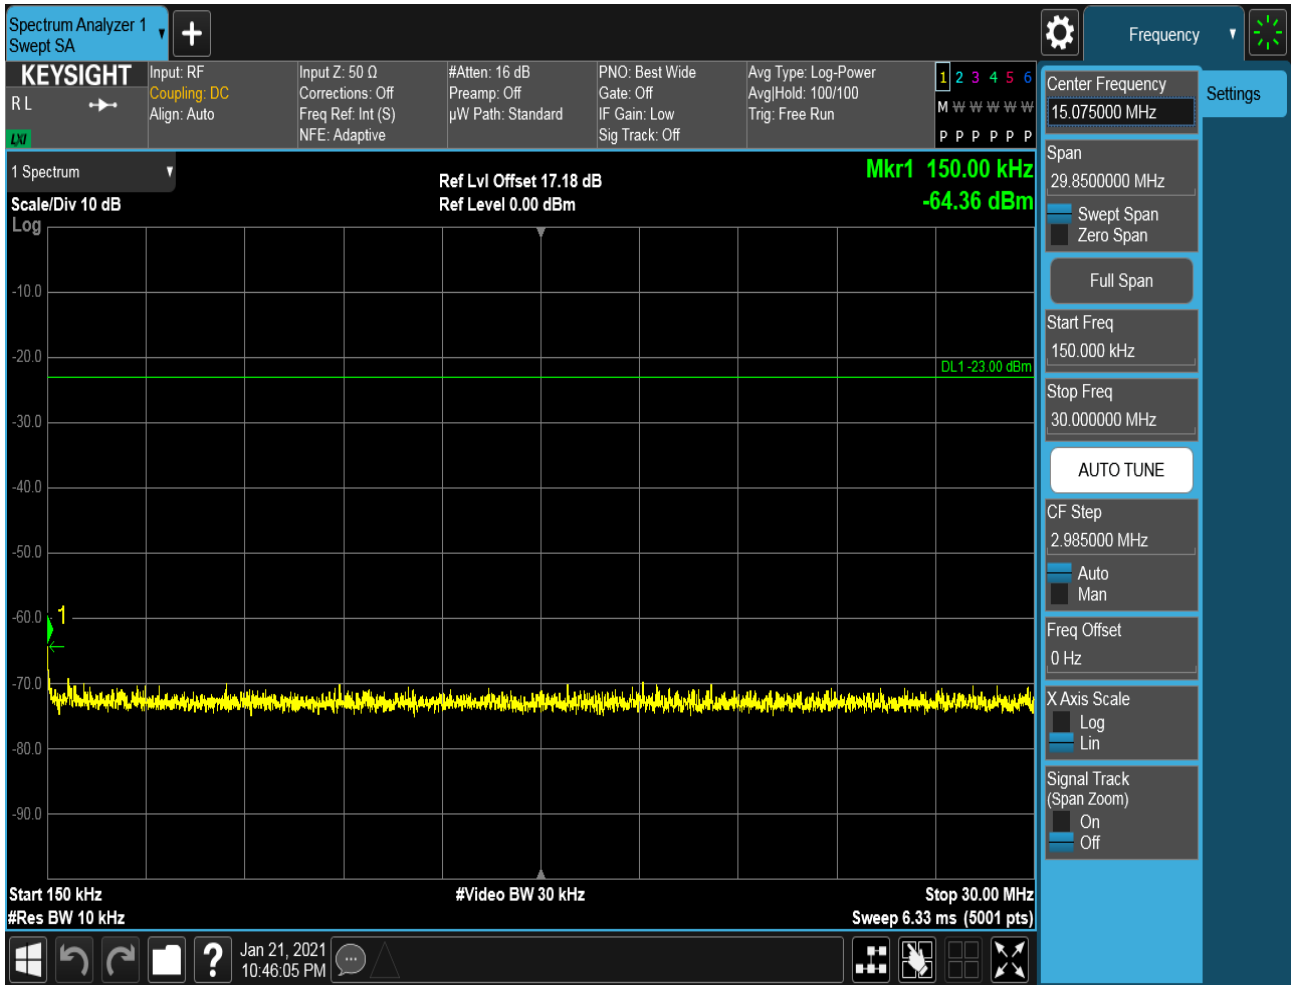 Spectrum Analyzer 1
Swept SA
Frequency
KEYSIGHT
R L
LXI
Input: RF
Coupling: DC
Align: Auto
Input Z: 50 Ω
Corrections: Off
Freq Ref: Int (S)
NFE: Adaptive
#Atten: 16 dB
Preamp: Off
µW Path: Standard
PNO: Best Wide
Gate: Off
IF Gain: Low
Sig Track: Off
Avg Type: Log-Power
Avg|Hold: 100/100
Trig: Free Run
1 2 3 4 5 6
M W W W W W
P P P P P P
1 Spectrum
Scale/Div 10 dB
Log
Ref Lvl Offset 17.18 dB
Ref Level 0.00 dBm
Mkr1 150.00 kHz
-64.36 dBm
-10.0
-20.0
DL1 -23.00 dBm
-30.0
-40.0
-50.0
-60.0
1
-70.0
-80.0
-90.0
Start 150 kHz
#Video BW 30 kHz
Stop 30.00 MHz
#Res BW 10 kHz
Sweep 6.33 ms (5001 pts)
Center Frequency
15.075000 MHz
Settings
Span
29.8500000 MHz
Swept Span
Zero Span
Full Span
Start Freq
150.000 kHz
Stop Freq
30.000000 MHz
AUTO TUNE
CF Step
2.985000 MHz
Auto
Man
Freq Offset
0 Hz
X Axis Scale
Log
Lin
Signal Track
(Span Zoom)
On
Off
?
Jan 21, 2021
10:46:05 PM